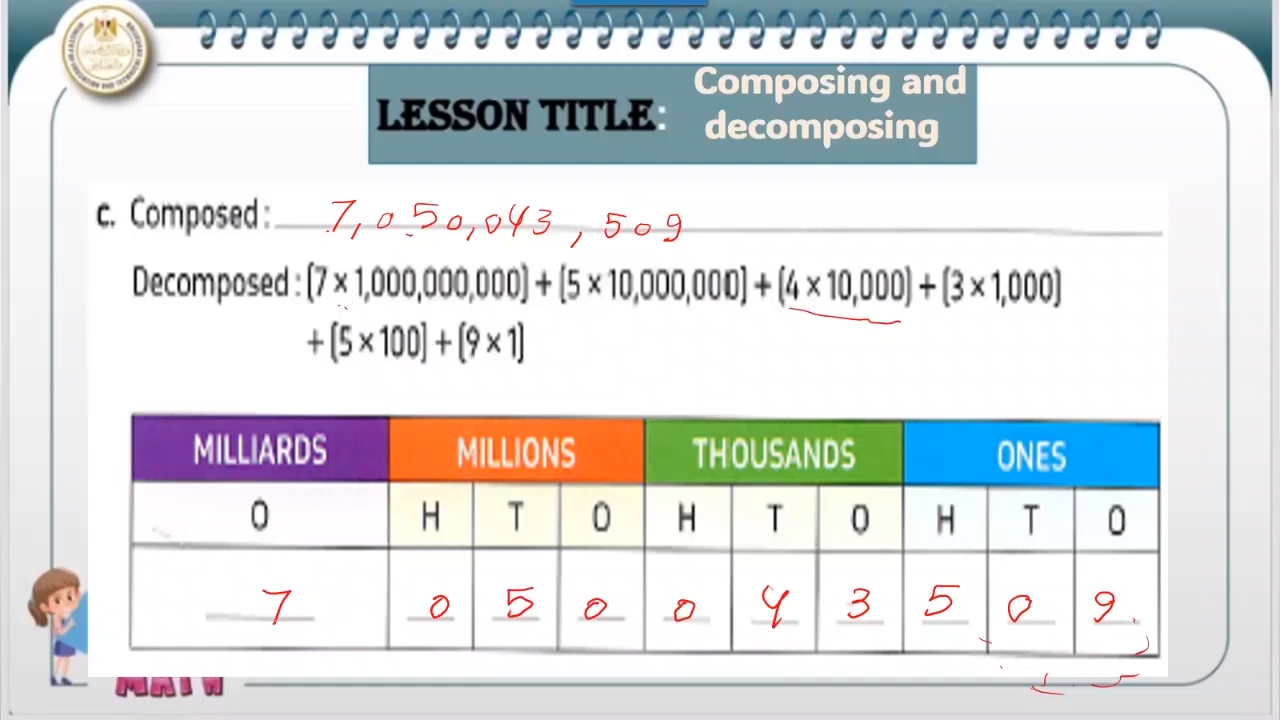 LESSON TITLE: Composing and decomposing
c. Composed: 7,050,043,509
Decomposed: (7 × 1,000,000,000) + (5 × 10,000,000) + (4 × 10,000) + (3 × 1,000)
+ (5 × 100) + (9 × 1)
MILLIARDS MILLIONS THOUSANDS ONES
O H T O H T O H T O
7 0 5 0 0 4 3 5 0 9
MATH